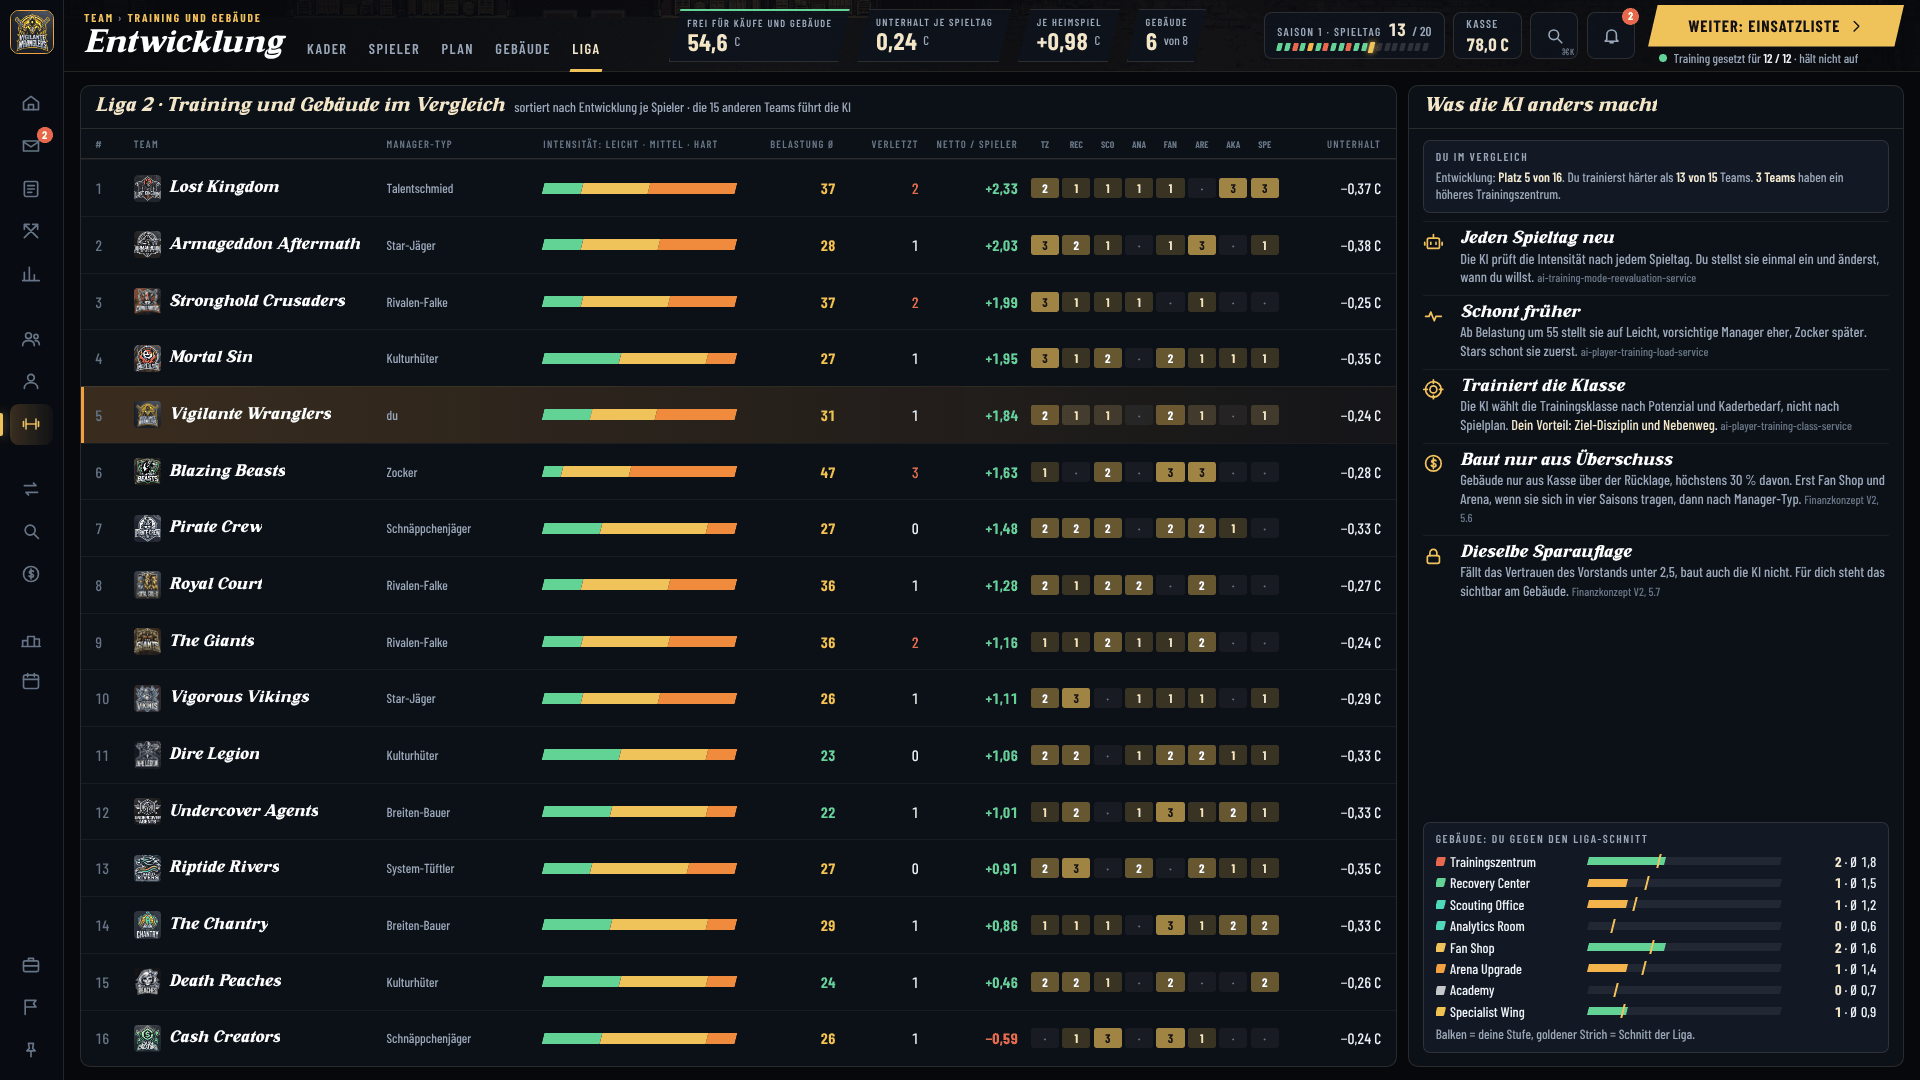 TEAM › TRAINING UND GEBÄUDE
Entwicklung
KADER SPIELER PLAN GEBÄUDE LIGA
FREI FÜR KÄUFE UND GEBÄUDE
54,6 C
UNTERHALT JE SPIELTAG
0,24 C
JE HEIMSPIEL
+0,98 C
GEBÄUDE
6 von 8
SAISON 1 · SPIELTAG 13 / 20
KASSE
78,0 C
⌘K
2
WEITER: EINSATZLISTE
Training gesetzt für 12 / 12 · hält nicht auf
2
Liga 2 · Training und Gebäude im Vergleich sortiert nach Entwicklung je Spieler · die 15 anderen Teams führt die KI
# TEAM MANAGER-TYP INTENSITÄT: LEICHT · MITTEL · HART BELASTUNG Ø VERLETZT NETTO / SPIELER TZ REC SCO ANA FAN ARE AKA SPE UNTERHALT
1 Lost Kingdom Talentschmied 37 2 +2,33 2 1 1 1 1 · 3 3 −0,37 C
2 Armageddon Aftermath Star-Jäger 28 1 +2,03 3 2 1 · 1 3 · 1 −0,38 C
3 Stronghold Crusaders Rivalen-Falke 37 2 +1,99 3 1 1 1 · 1 · · −0,25 C
4 Mortal Sin Kulturhüter 27 1 +1,95 3 1 2 · 2 1 1 1 −0,35 C
5 Vigilante Wranglers du 31 1 +1,84 2 1 1 · 2 1 · 1 −0,24 C
6 Blazing Beasts Zocker 47 3 +1,63 1 · 2 · 3 3 · · −0,28 C
7 Pirate Crew Schnäppchenjäger 27 0 +1,48 2 2 2 · 2 2 1 · −0,33 C
8 Royal Court Rivalen-Falke 36 1 +1,28 2 1 2 2 · 2 · · −0,27 C
9 The Giants Rivalen-Falke 36 2 +1,16 1 1 2 1 1 2 · · −0,24 C
10 Vigorous Vikings Star-Jäger 26 1 +1,11 2 3 · 1 1 1 · 1 −0,29 C
11 Dire Legion Kulturhüter 23 0 +1,06 2 2 · 1 2 2 1 1 −0,33 C
12 Undercover Agents Breiten-Bauer 22 1 +1,01 1 2 · 1 3 1 2 1 −0,33 C
13 Riptide Rivers System-Tüftler 27 0 +0,91 2 3 · 2 · 2 1 1 −0,35 C
14 The Chantry Breiten-Bauer 29 1 +0,86 1 1 1 · 3 1 2 2 −0,33 C
15 Death Peaches Kulturhüter 24 1 +0,46 2 2 1 · 2 · · 2 −0,26 C
16 Cash Creators Schnäppchenjäger 26 1 −0,59 · 1 3 · 3 1 · · −0,24 C
Was die KI anders macht
DU IM VERGLEICH
Entwicklung: Platz 5 von 16. Du trainierst härter als 13 von 15 Teams. 3 Teams haben ein
höheres Trainingszentrum.
Jeden Spieltag neu
Die KI prüft die Intensität nach jedem Spieltag. Du stellst sie einmal ein und änderst,
wann du willst. ai-training-mode-reevaluation-service
Schont früher
Ab Belastung um 55 stellt sie auf Leicht, vorsichtige Manager eher, Zocker später.
Stars schont sie zuerst. ai-player-training-load-service
Trainiert die Klasse
Die KI wählt die Trainingsklasse nach Potenzial und Kaderbedarf, nicht nach
Spielplan. Dein Vorteil: Ziel-Disziplin und Nebenweg. ai-player-training-class-service
Baut nur aus Überschuss
Gebäude nur aus Kasse über der Rücklage, höchstens 30 % davon. Erst Fan Shop und
Arena, wenn sie sich in vier Saisons tragen, dann nach Manager-Typ. Finanzkonzept V2,
5.6
Dieselbe Sparauflage
Fällt das Vertrauen des Vorstands unter 2,5, baut auch die KI nicht. Für dich steht das
sichtbar am Gebäude. Finanzkonzept V2, 5.7
GEBÄUDE: DU GEGEN DEN LIGA-SCHNITT
Trainingszentrum 2 · Ø 1,8
Recovery Center 1 · Ø 1,5
Scouting Office 1 · Ø 1,2
Analytics Room 0 · Ø 0,6
Fan Shop 2 · Ø 1,6
Arena Upgrade 1 · Ø 1,4
Academy 0 · Ø 0,7
Specialist Wing 1 · Ø 0,9
Balken = deine Stufe, goldener Strich = Schnitt der Liga.